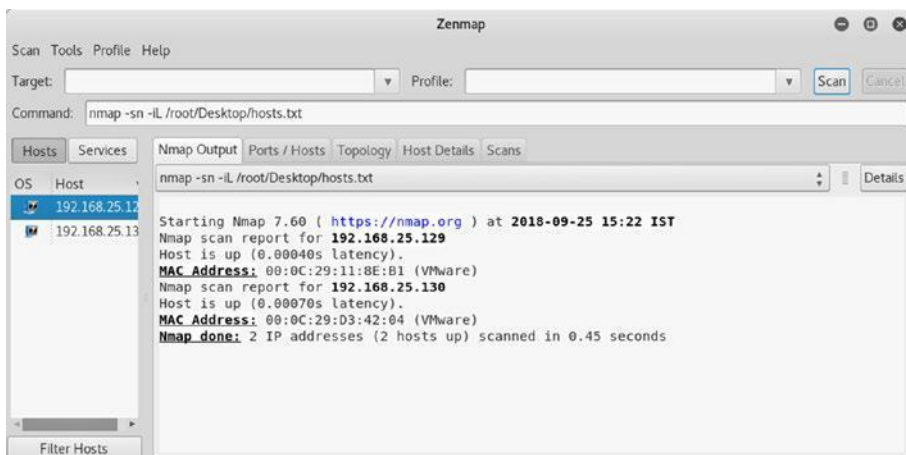 Zenmap
Scan Tools Profile Help
Target: Profile: Scan Cancel
Command: nmap -sn -iL /root/Desktop/hosts.txt
Hosts Services Nmap Output Ports / Hosts Topology Host Details Scans
OS Host nmap -sn -iL /root/Desktop/hosts.txt Details
192.168.25.12
192.168.25.13
Starting Nmap 7.60 ( https://nmap.org ) at 2018-09-25 15:22 IST
Nmap scan report for 192.168.25.129
Host is up (0.00040s latency).
MAC Address: 00:0C:29:11:8E:B1 (VMware)
Nmap scan report for 192.168.25.130
Host is up (0.00070s latency).
MAC Address: 00:0C:29:D3:42:04 (VMware)
Nmap done: 2 IP addresses (2 hosts up) scanned in 0.45 seconds
Filter Hosts